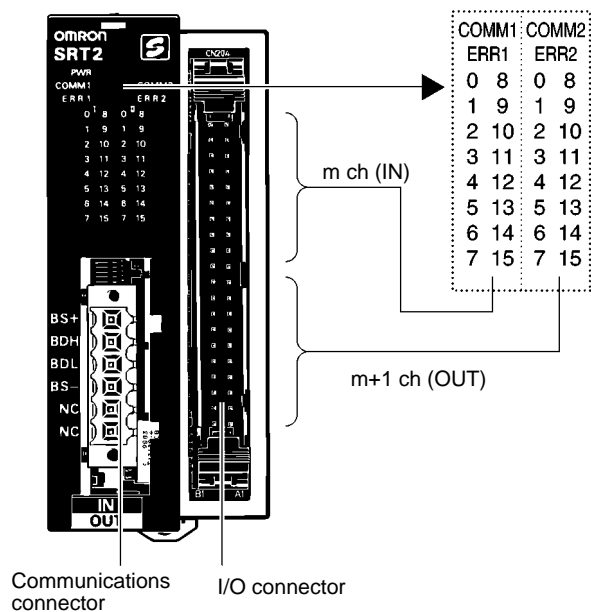 OMRON
SRT2
S
PWR
COMM1 COMM2
ERR1 ERR2
0 8 0 8
1 9 1 9
2 10 2 10
3 11 3 11
4 12 4 12
5 13 5 13
6 14 6 14
7 15 7 15
BS+
BDH
BDL
BS−
NC
NC
IN
OUT
CN204
B1 A1
m ch (IN)
m+1 ch (OUT)
COMM1 COMM2
ERR1 ERR2
0 8 0 8
1 9 1 9
2 10 2 10
3 11 3 11
4 12 4 12
5 13 5 13
6 14 6 14
7 15 7 15
Communications
connector
I/O connector